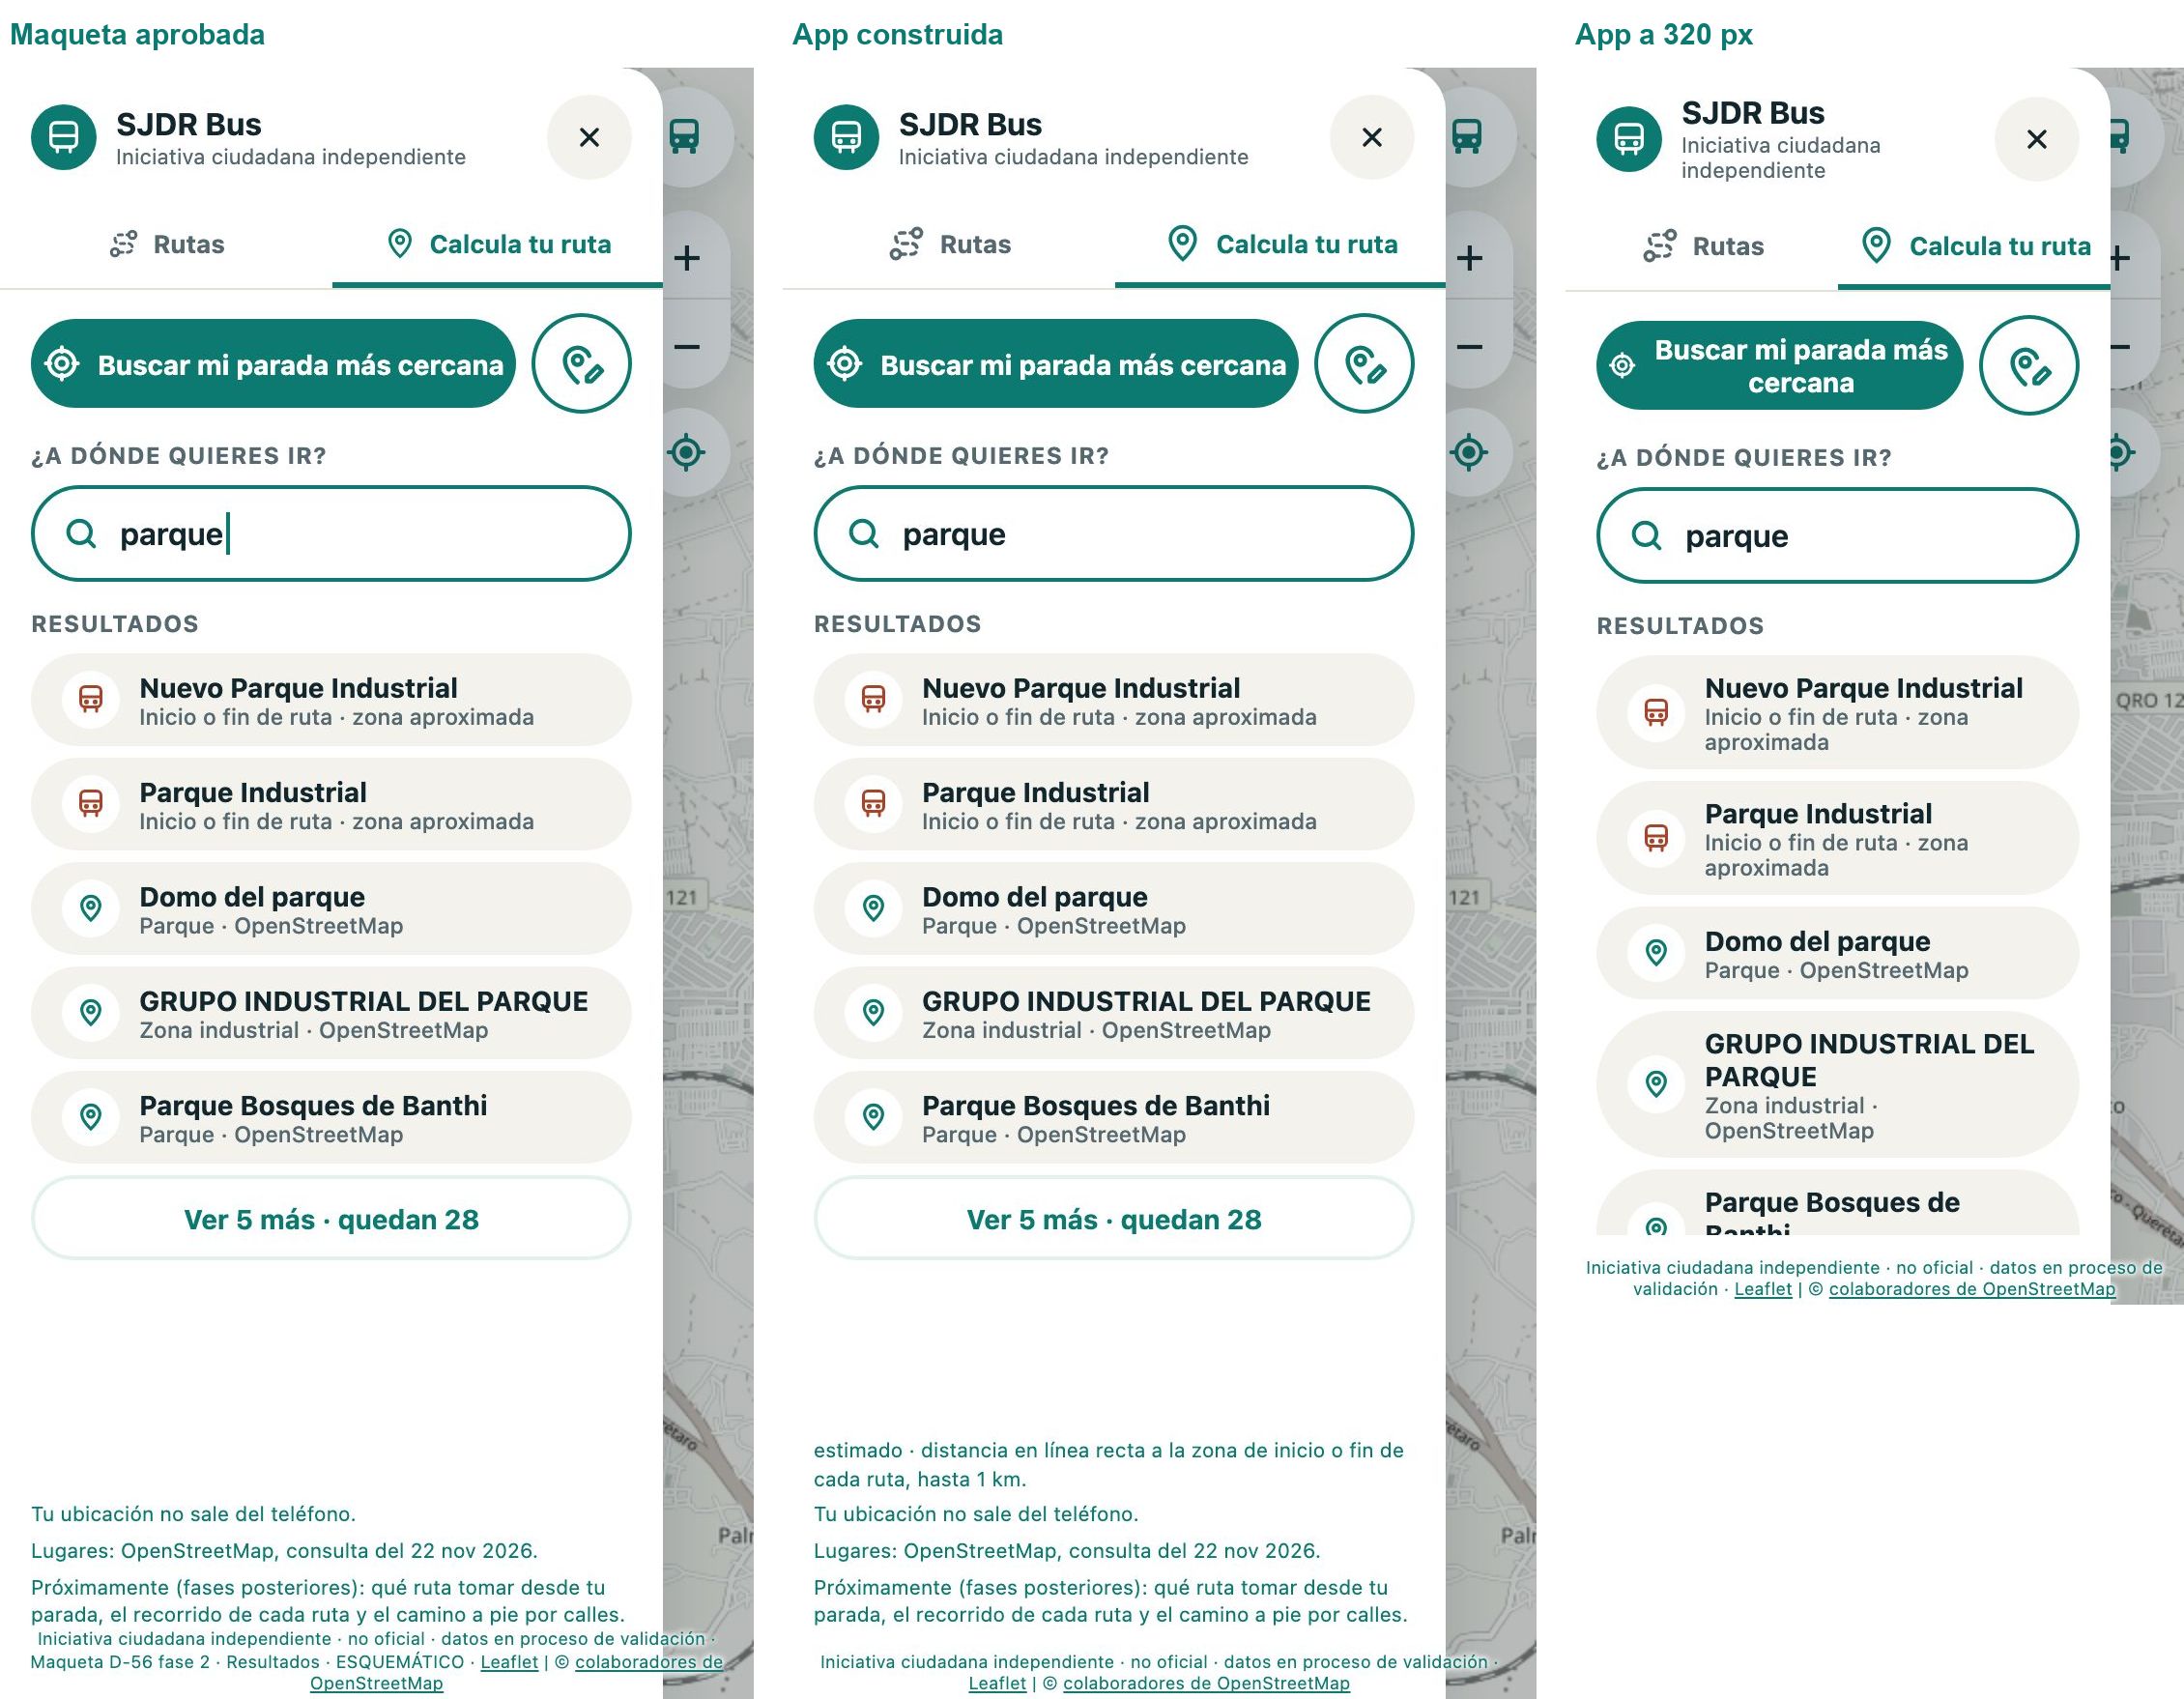 Maqueta aprobada
SJDR Bus
Iniciativa ciudadana independiente
Rutas
Calcula tu ruta
Buscar mi parada más cercana
¿A DÓNDE QUIERES IR?
parque
RESULTADOS
Nuevo Parque Industrial
Inicio o fin de ruta · zona aproximada
Parque Industrial
Inicio o fin de ruta · zona aproximada
Domo del parque
Parque · OpenStreetMap
GRUPO INDUSTRIAL DEL PARQUE
Zona industrial · OpenStreetMap
Parque Bosques de Banthi
Parque · OpenStreetMap
Ver 5 más · quedan 28
Tu ubicación no sale del teléfono.
Lugares: OpenStreetMap, consulta del 22 nov 2026.
Próximamente (fases posteriores): qué ruta tomar desde tu
parada, el recorrido de cada ruta y el camino a pie por calles.
Iniciativa ciudadana independiente · no oficial · datos en proceso de validación ·
Maqueta D-56 fase 2 · Resultados · ESQUEMÁTICO · Leaflet | © colaboradores de
OpenStreetMap
121
App construida
SJDR Bus
Iniciativa ciudadana independiente
Rutas
Calcula tu ruta
Buscar mi parada más cercana
¿A DÓNDE QUIERES IR?
parque
RESULTADOS
Nuevo Parque Industrial
Inicio o fin de ruta · zona aproximada
Parque Industrial
Inicio o fin de ruta · zona aproximada
Domo del parque
Parque · OpenStreetMap
GRUPO INDUSTRIAL DEL PARQUE
Zona industrial · OpenStreetMap
Parque Bosques de Banthi
Parque · OpenStreetMap
Ver 5 más · quedan 28
estimado · distancia en línea recta a la zona de inicio o fin de
cada ruta, hasta 1 km.
Tu ubicación no sale del teléfono.
Lugares: OpenStreetMap, consulta del 22 nov 2026.
Próximamente (fases posteriores): qué ruta tomar desde tu
parada, el recorrido de cada ruta y el camino a pie por calles.
Iniciativa ciudadana independiente · no oficial · datos en proceso de validación ·
Leaflet | © colaboradores de OpenStreetMap
121
App a 320 px
SJDR Bus
Iniciativa ciudadana
independiente
Rutas
Calcula tu ruta
Buscar mi parada más
cercana
¿A DÓNDE QUIERES IR?
parque
RESULTADOS
Nuevo Parque Industrial
Inicio o fin de ruta · zona
aproximada
Parque Industrial
Inicio o fin de ruta · zona
aproximada
Domo del parque
Parque · OpenStreetMap
GRUPO INDUSTRIAL DEL
PARQUE
Zona industrial ·
OpenStreetMap
Parque Bosques de
Banthi
Iniciativa ciudadana independiente · no oficial · datos en proceso de
validación · Leaflet | © colaboradores de OpenStreetMap
QRO 12